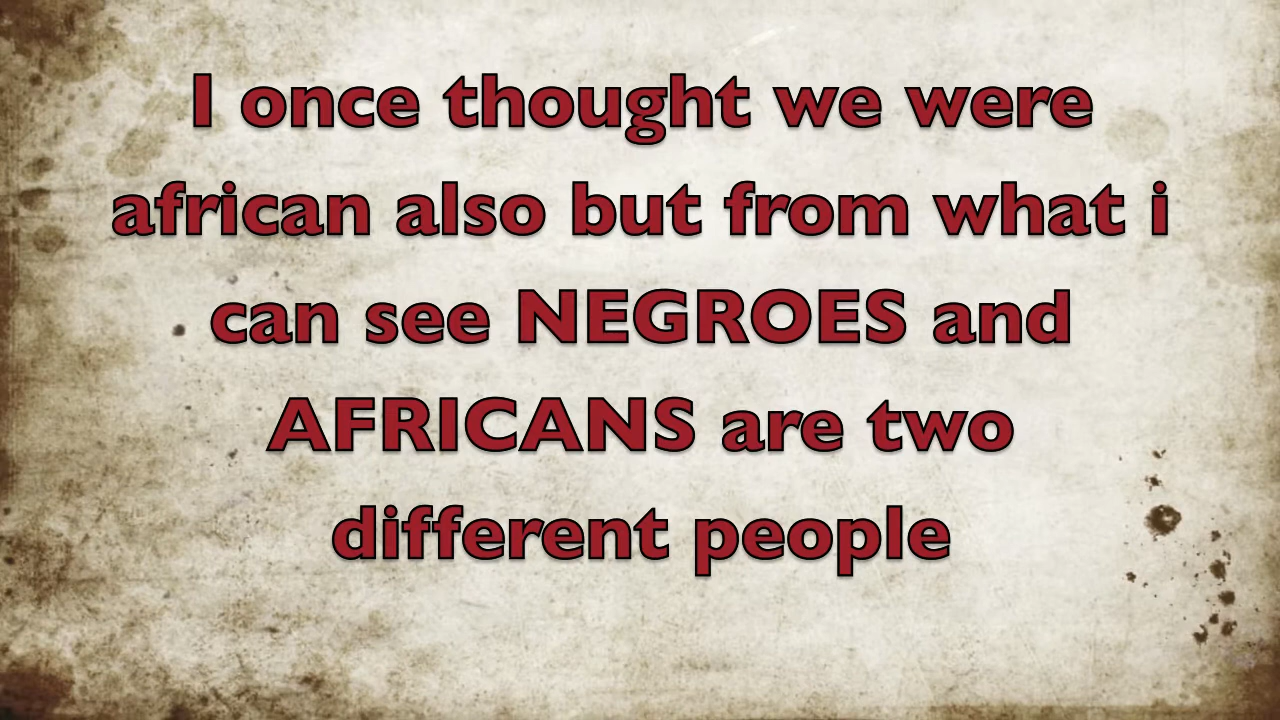 I once thought we were
african also but from what i
can see NEGROES and
AFRICANS are two
different people